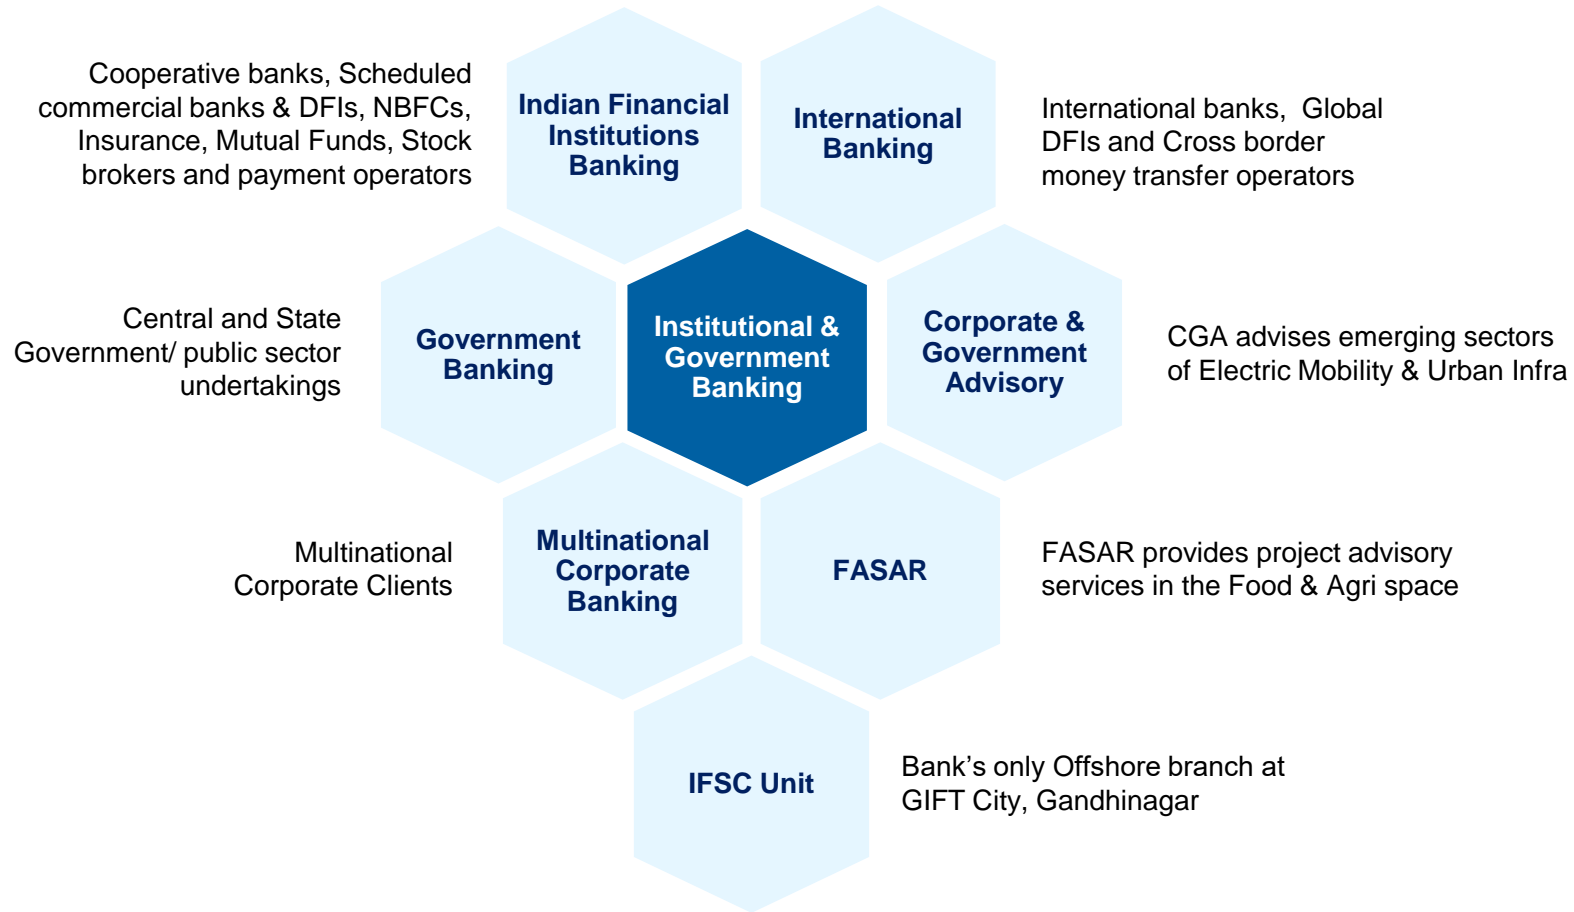 Cooperative banks, Scheduled
commercial banks & DFIs, NBFCs,
Insurance, Mutual Funds, Stock
brokers and payment operators
Indian Financial
Institutions
Banking
International
Banking
International banks,  Global
DFIs and Cross border
money transfer operators
Central and State
Government/ public sector
undertakings
Government
Banking
Institutional &
Government
Banking
Corporate &
Government
Advisory
CGA advises emerging sectors
of Electric Mobility & Urban Infra
Multinational
Corporate Clients
Multinational
Corporate
Banking
FASAR
FASAR provides project advisory
services in the Food & Agri space
IFSC Unit
Bank’s only Offshore branch at
GIFT City, Gandhinagar